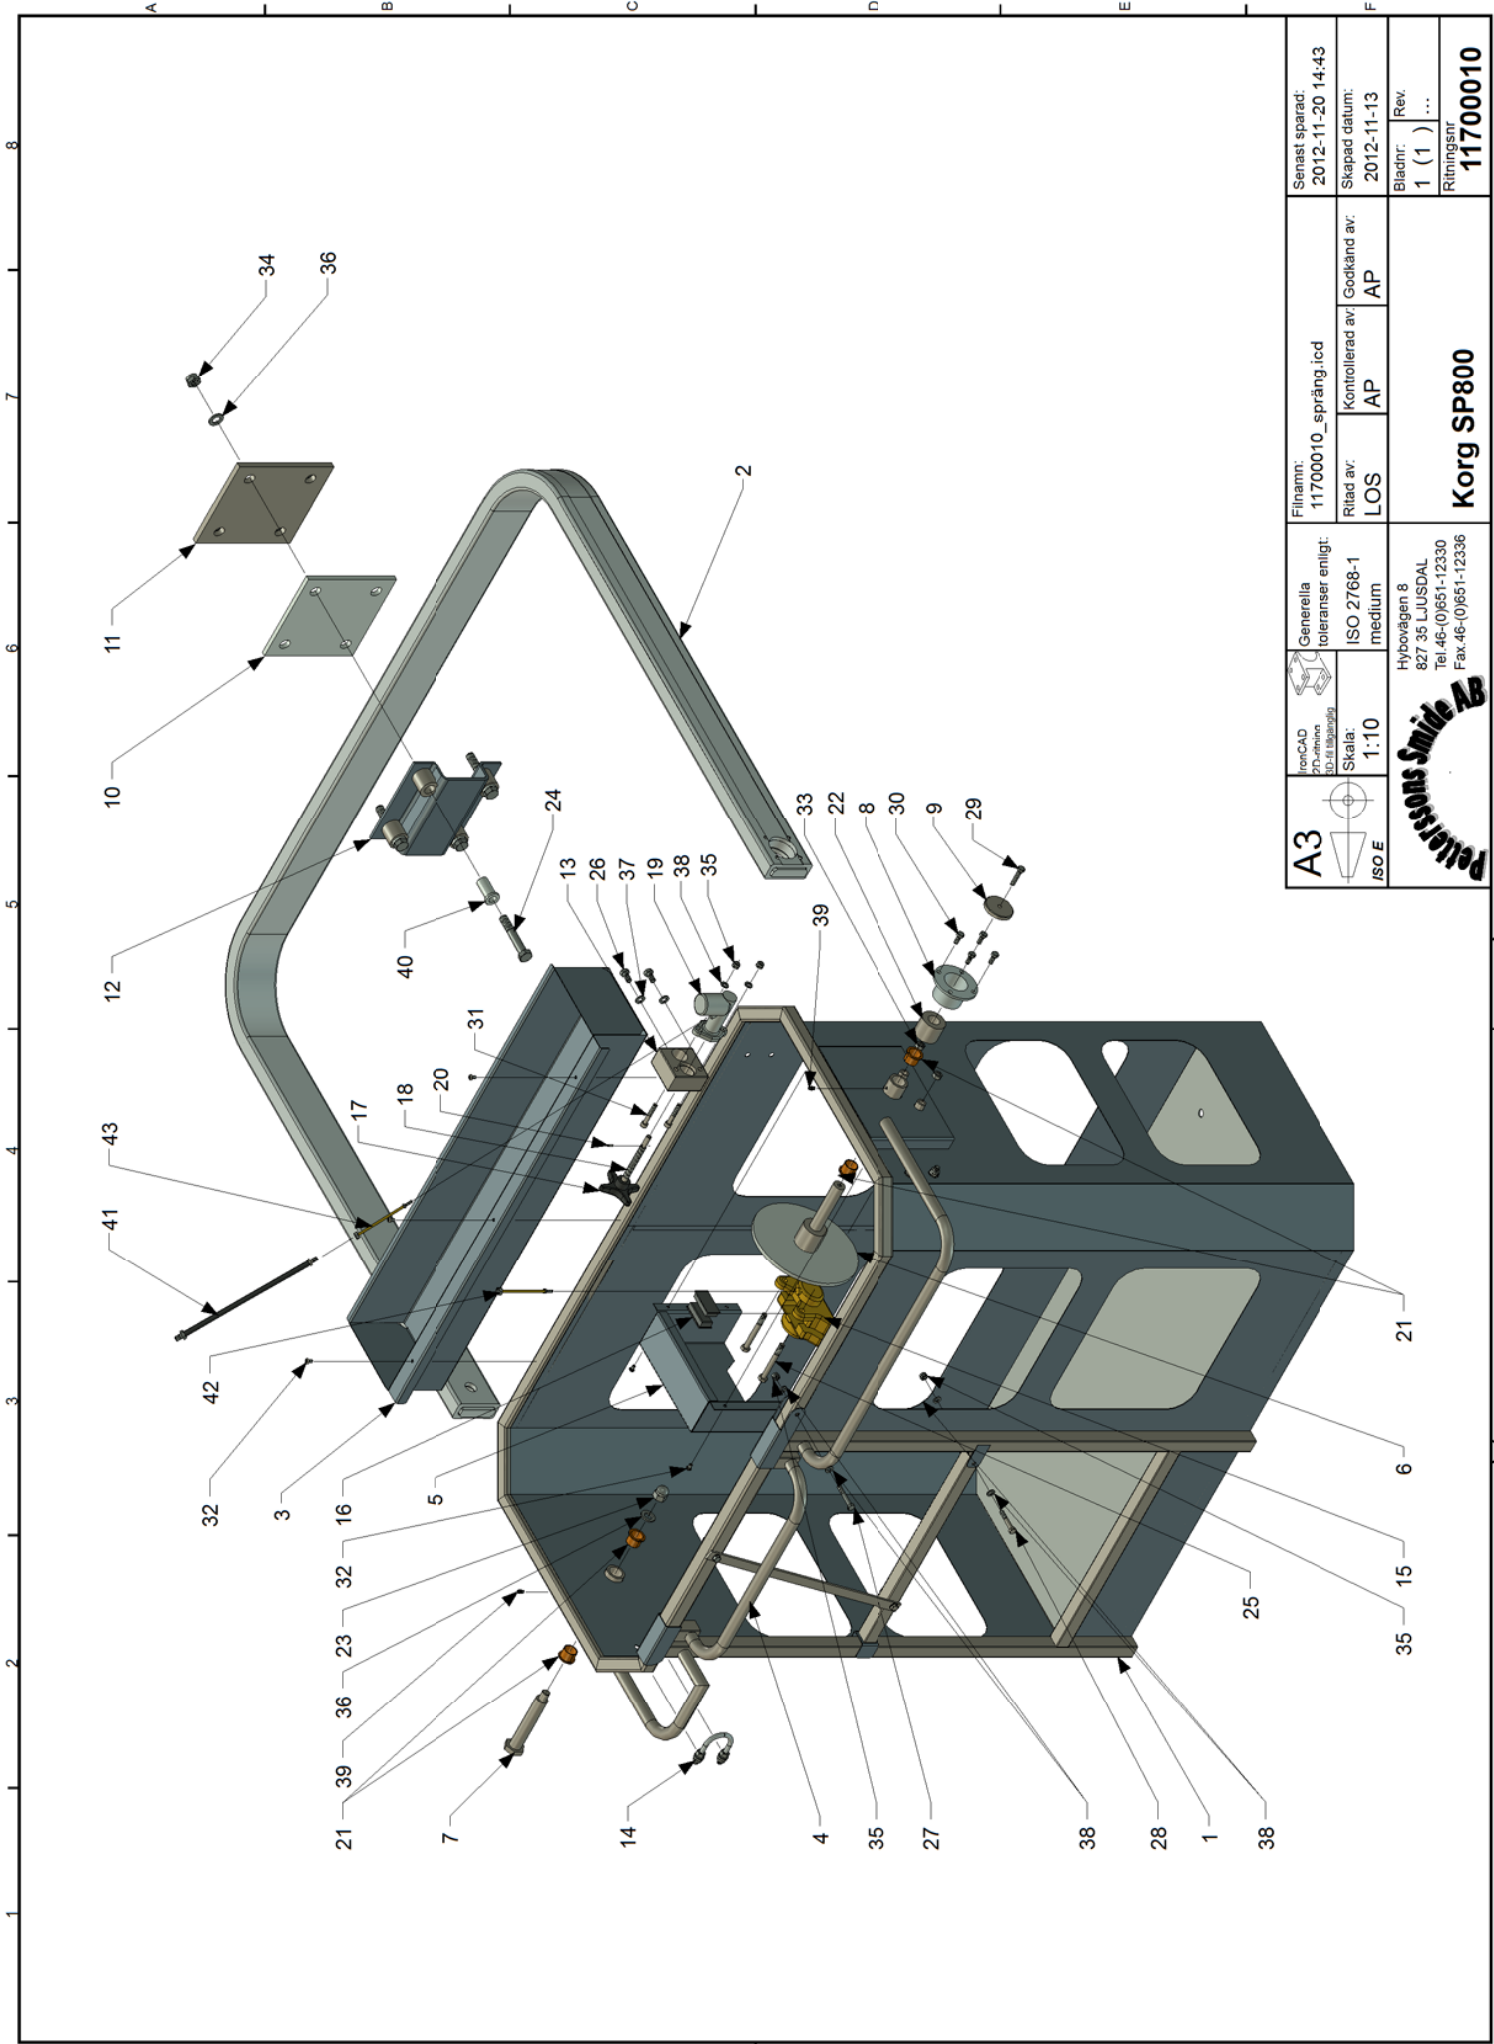 1 2 3 4 5 6 7 8
A
B
C
D
E
F
41
11
10
32
42
43
34
3
12
36
21
39
36
23
32
5
16
17
18
20
31
40
7
14
13
26
37
19
38
35
24
2
4
35
27
39
33
22
8
30
9
29
38
28
1
38
25
35
15
6
21
A3
ISO E
IronCAD
2D-ritning
3D-fil tillgänglig
Skala:
1:10
Generella
toleranser enligt:
ISO 2768-1
medium
Filnamn:
11700010_spräng.icd
Ritad av:
LOS
Kontrollerad av:
AP
Godkänd av:
AP
Senast sparad:
2012-11-20 14:43
Skapad datum:
2012-11-13
Petterssons Smide AB
Hybovägen 8
827 35 LJUSDAL
Tel.46-(0)651-12330
Fax.46-(0)651-12336
Korg SP800
Bladnr:
1 (1)
Rev.
...
Ritningsnr
11700010